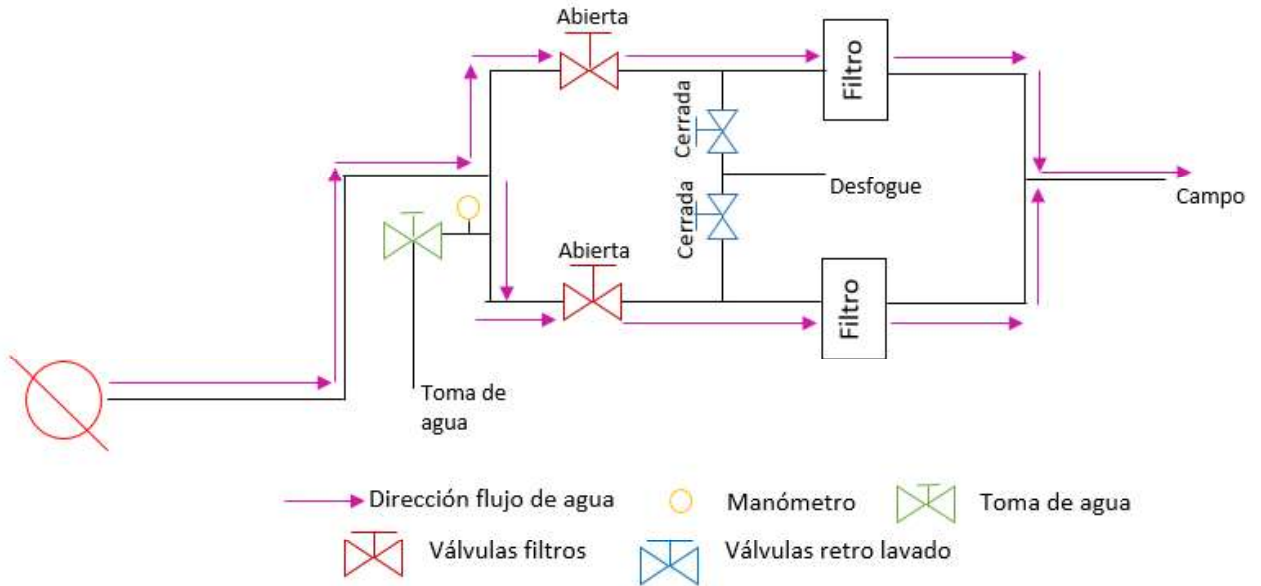 Abierta
Filtro
Cerrada
Desfogue
Cerrada
Campo
Abierta
Filtro
Toma de
agua
Dirección flujo de agua
Manómetro
Toma de agua
Válvulas filtros
Válvulas retro lavado